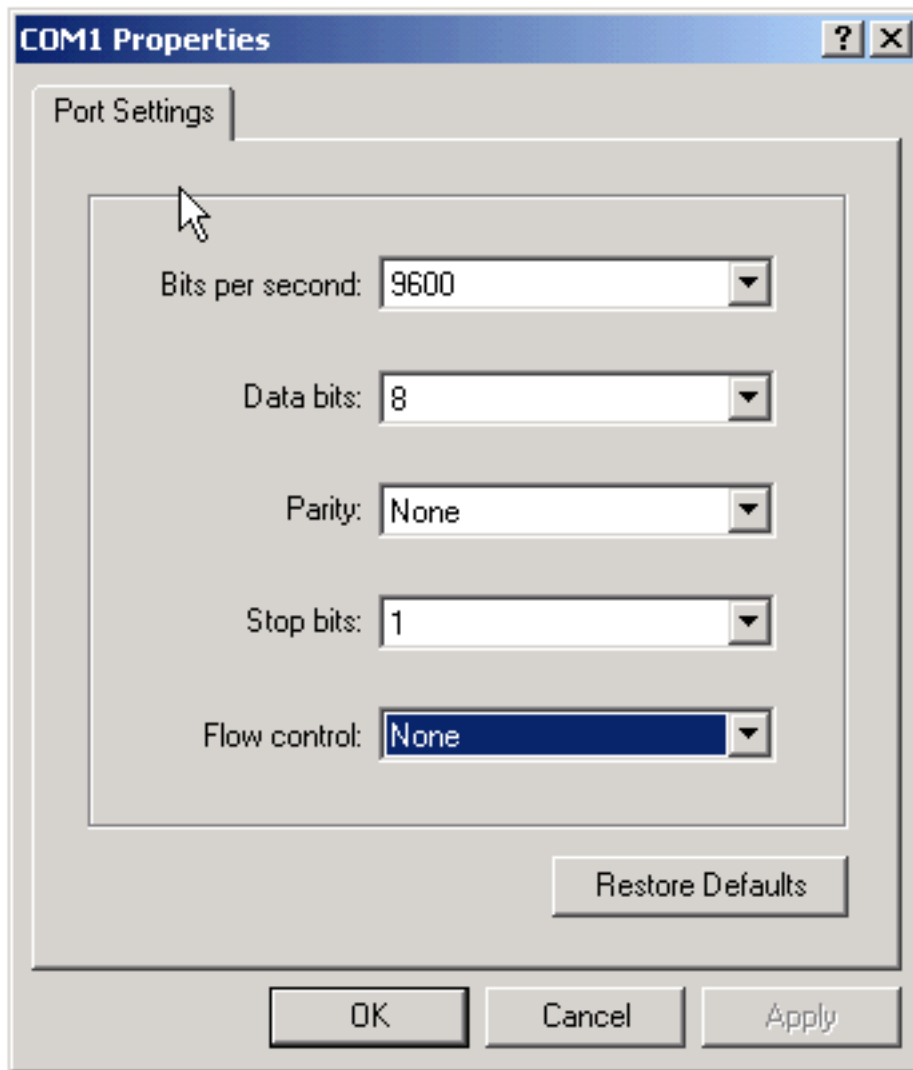 COM1 Properties
Port Settings
Bits per second: 9600
Data bits: 8
Parity: None
Stop bits: 1
Flow control: None
Restore Defaults
OK Cancel Apply